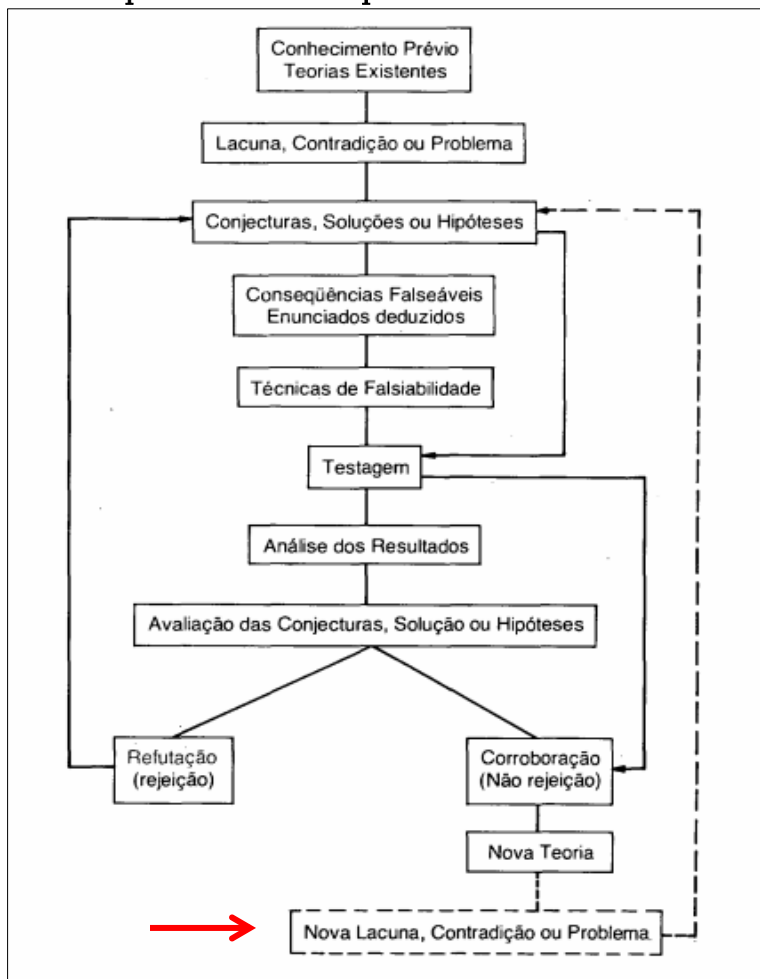 Conhecimento Prévio
Teorias Existentes
Lacuna, Contradição ou Problema
Conjecturas, Soluções ou Hipóteses
Conseqüências Falseáveis
Enunciados deduzidos
Técnicas de Falsiabilidade
Testagem
Análise dos Resultados
Avaliação das Conjecturas, Solução ou Hipóteses
Refutação
(rejeição)
Corroboração
(Não rejeição)
Nova Teoria
Nova Lacuna, Contradição ou Problema